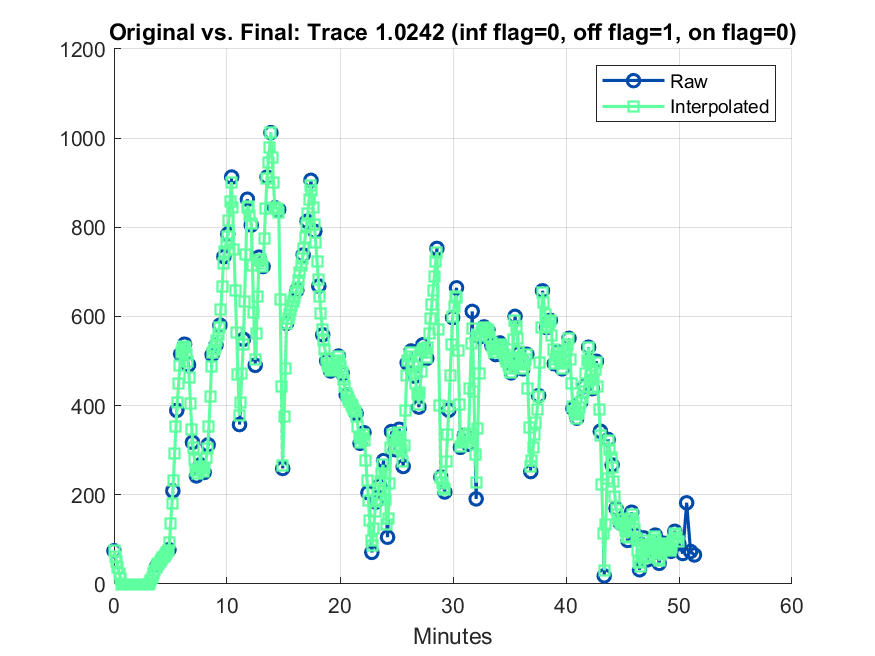 Original vs. Final: Trace 1.0242 (inf flag=0, off flag=1, on flag=0)
1200
1000
800
600
400
200
0
Raw
Interpolated
0 10 20 30 40 50 60
Minutes